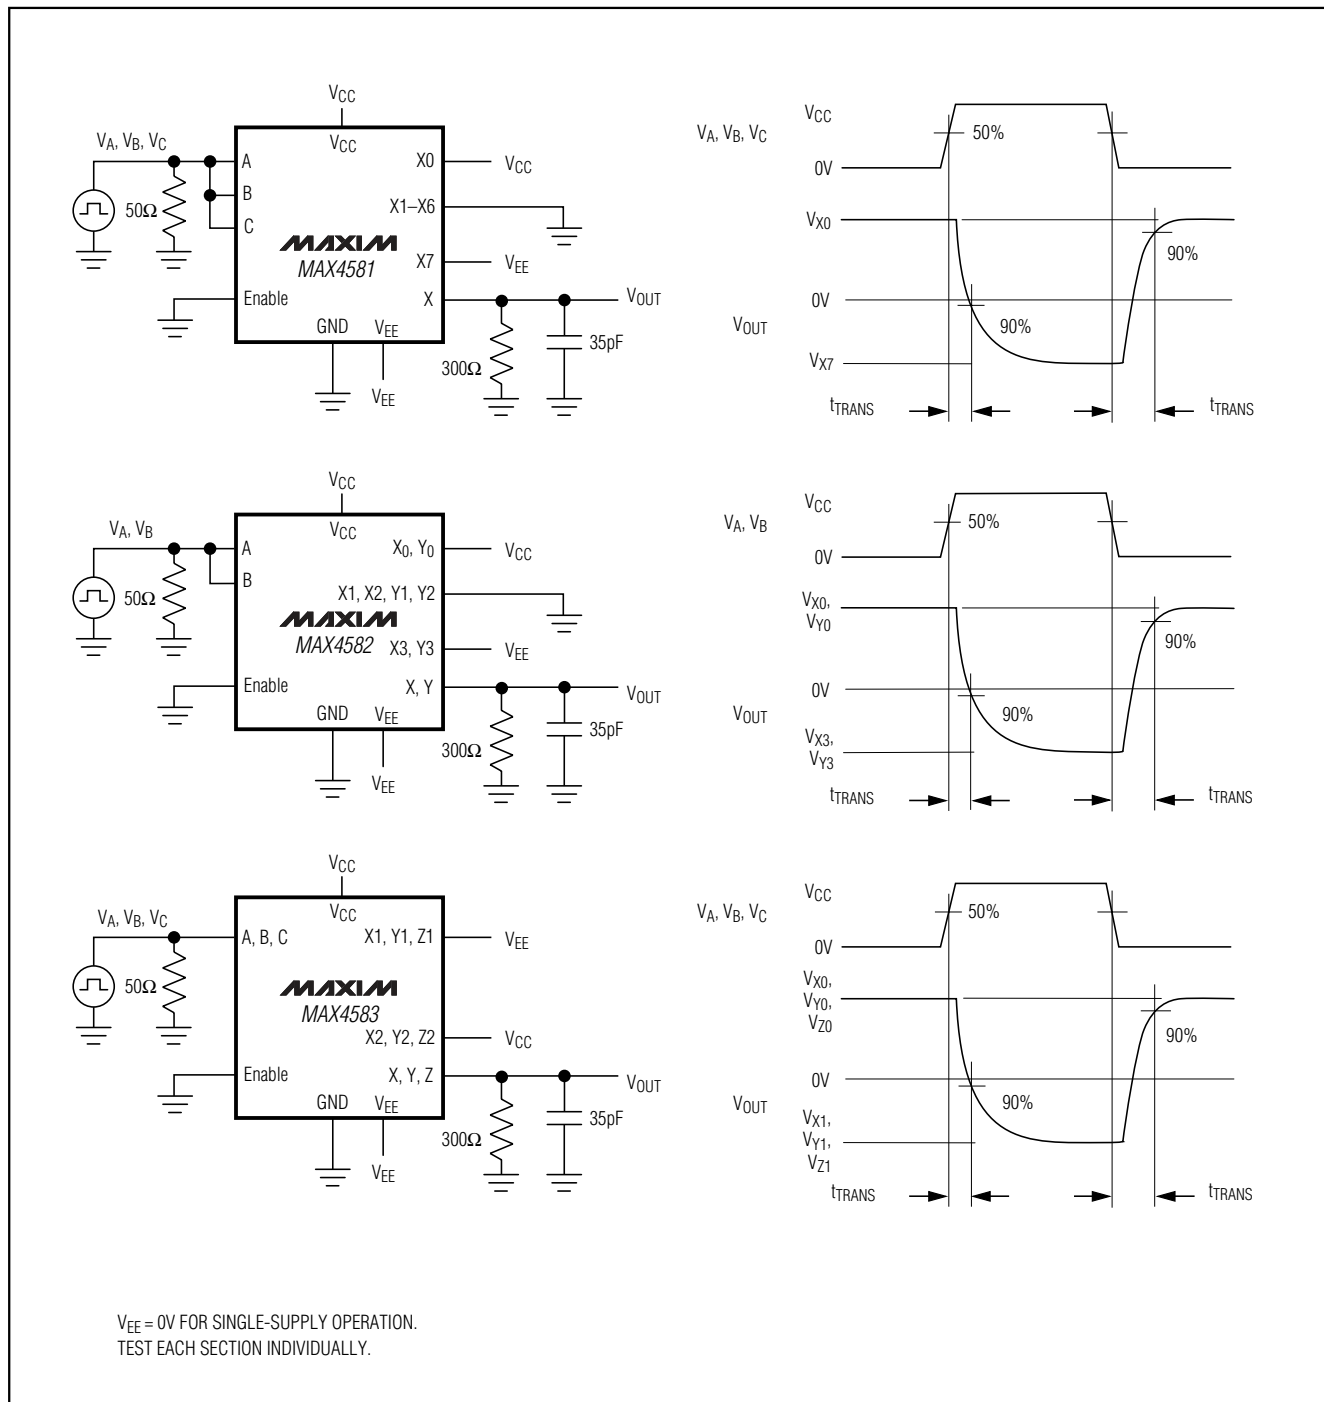 VCC
VA, VB, VC
VCC
A
X0
VCC
B
50Ω
X1–X6
C
MAXIM
MAX4581
X7
VEE
Enable
X
VOUT
GND
VEE
35pF
300Ω
VEE
VCC
VA, VB, VC
50%
0V
VX0
90%
0V
90%
VOUT
VX7
tTRANS
tTRANS
VCC
VA, VB
VCC
A
X0, Y0
VCC
B
50Ω
X1, X2, Y1, Y2
MAXIM
MAX4582
X3, Y3
VEE
Enable
X, Y
VOUT
GND
VEE
35pF
300Ω
VEE
VCC
VA, VB
50%
0V
VX0,
VY0
90%
0V
90%
VOUT
VX3,
VY3
tTRANS
tTRANS
VCC
VA, VB, VC
VCC
A, B, C
X1, Y1, Z1
VEE
50Ω
MAXIM
MAX4583
X2, Y2, Z2
VCC
Enable
X, Y, Z
VOUT
GND
VEE
35pF
300Ω
VEE
VCC
VA, VB, VC
50%
0V
VX0,
VY0,
VZ0
90%
0V
90%
VOUT
VX1,
VY1,
VZ1
tTRANS
tTRANS
VEE = 0V FOR SINGLE-SUPPLY OPERATION.
TEST EACH SECTION INDIVIDUALLY.